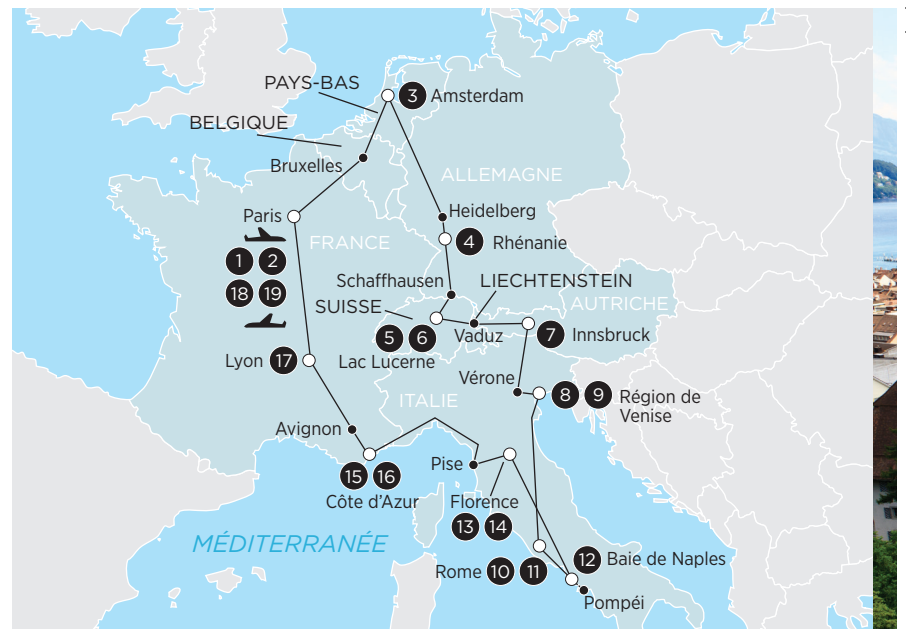 PAYS-BAS
3 Amsterdam
BELGIQUE
Bruxelles
ALLEMAGNE
Paris
Heidelberg
FRANCE
4 Rhénanie
1 2
18 19
Schaffhausen
LIECHTENSTEIN
SUISSE
AUTRICHE
5 6
Vaduz
7 Innsbruck
Lyon 17
Lac Lucerne
Vérone
ITALIE
8 9 Région de
Venise
Avignon
Pise
15 16
Côte d'Azur
Florence
13 14
MÉDITERRANÉE
Rome 10 11
12 Baie de Naples
Pompéi